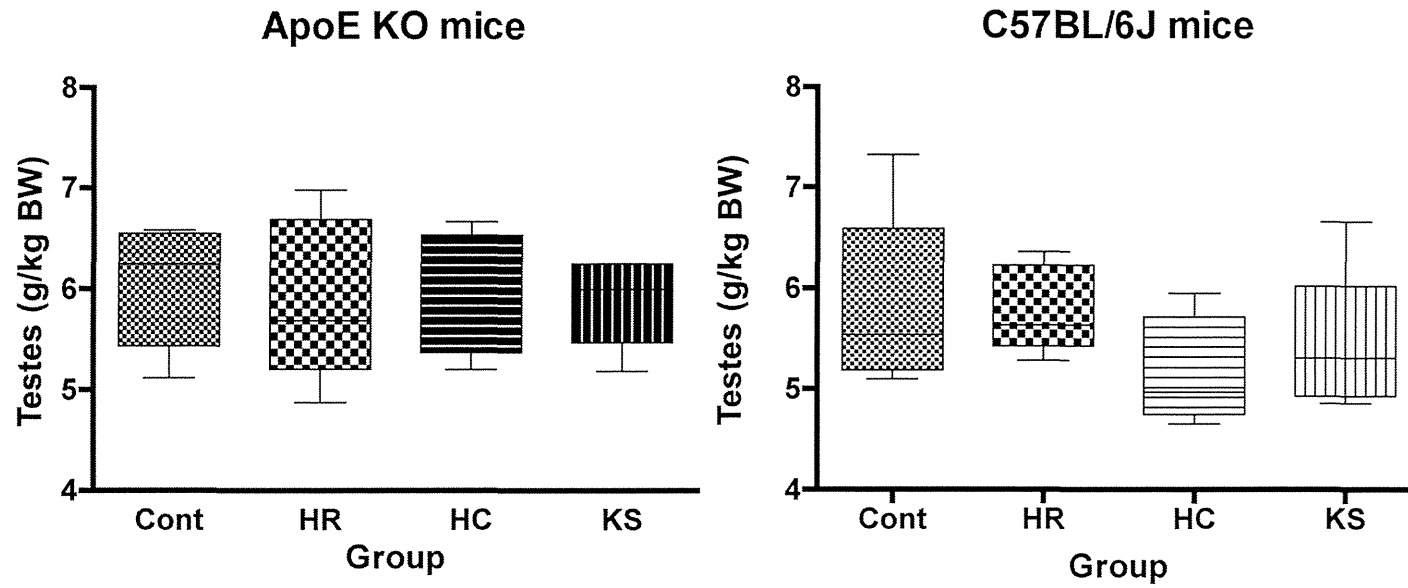 ApoE KO mice
Testes (g/kg BW)
8
7
6
5
4
Cont HR HC KS
Group
C57BL/6J mice
Testes (g/kg BW)
8
7
6
5
4
Cont HR HC KS
Group